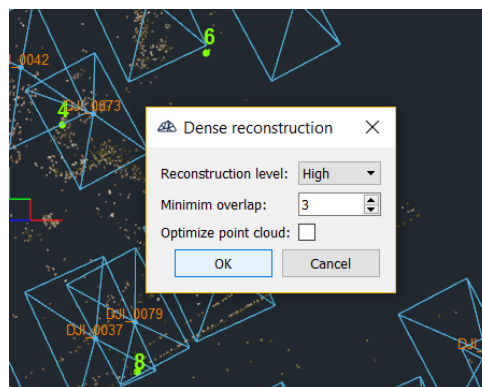 6
0042
4
DJI_0073
Dense reconstruction
Reconstruction level: High
Minimim overlap: 3
Optimize point cloud:
OK Cancel
DJI_0079
DJI_0037
DJI
8